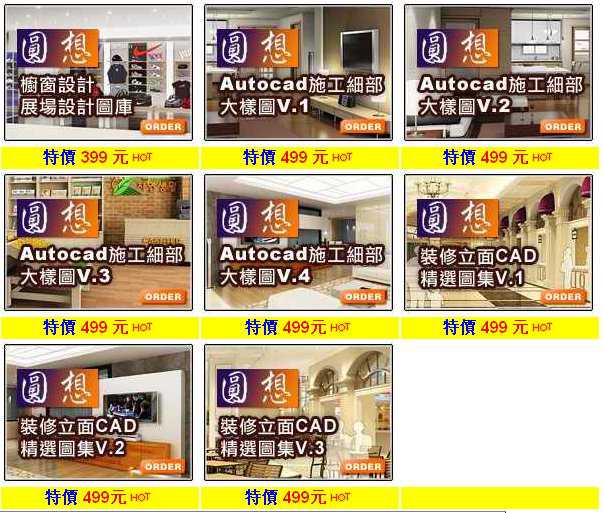 圓想
櫥窗設計
展場設計圖庫
ORDER
特價 399 元 HOT
圓想
Autocad施工細部
大樣圖V.1
ORDER
特價 499 元 HOT
圓想
Autocad施工細部
大樣圖V.2
ORDER
特價 499 元 HOT
圓想
Autocad施工細部
大樣圖V.3
ORDER
特價 499 元 HOT
圓想
Autocad施工細部
大樣圖V.4
ORDER
特價 499元 HOT
圓想
裝修立面CAD
精選圖集V.1
ORDER
特價 499 元 HOT
圓想
裝修立面CAD
精選圖集V.2
ORDER
特價 499元 HOT
圓想
裝修立面CAD
精選圖集V.3
ORDER
特價 499元 HOT